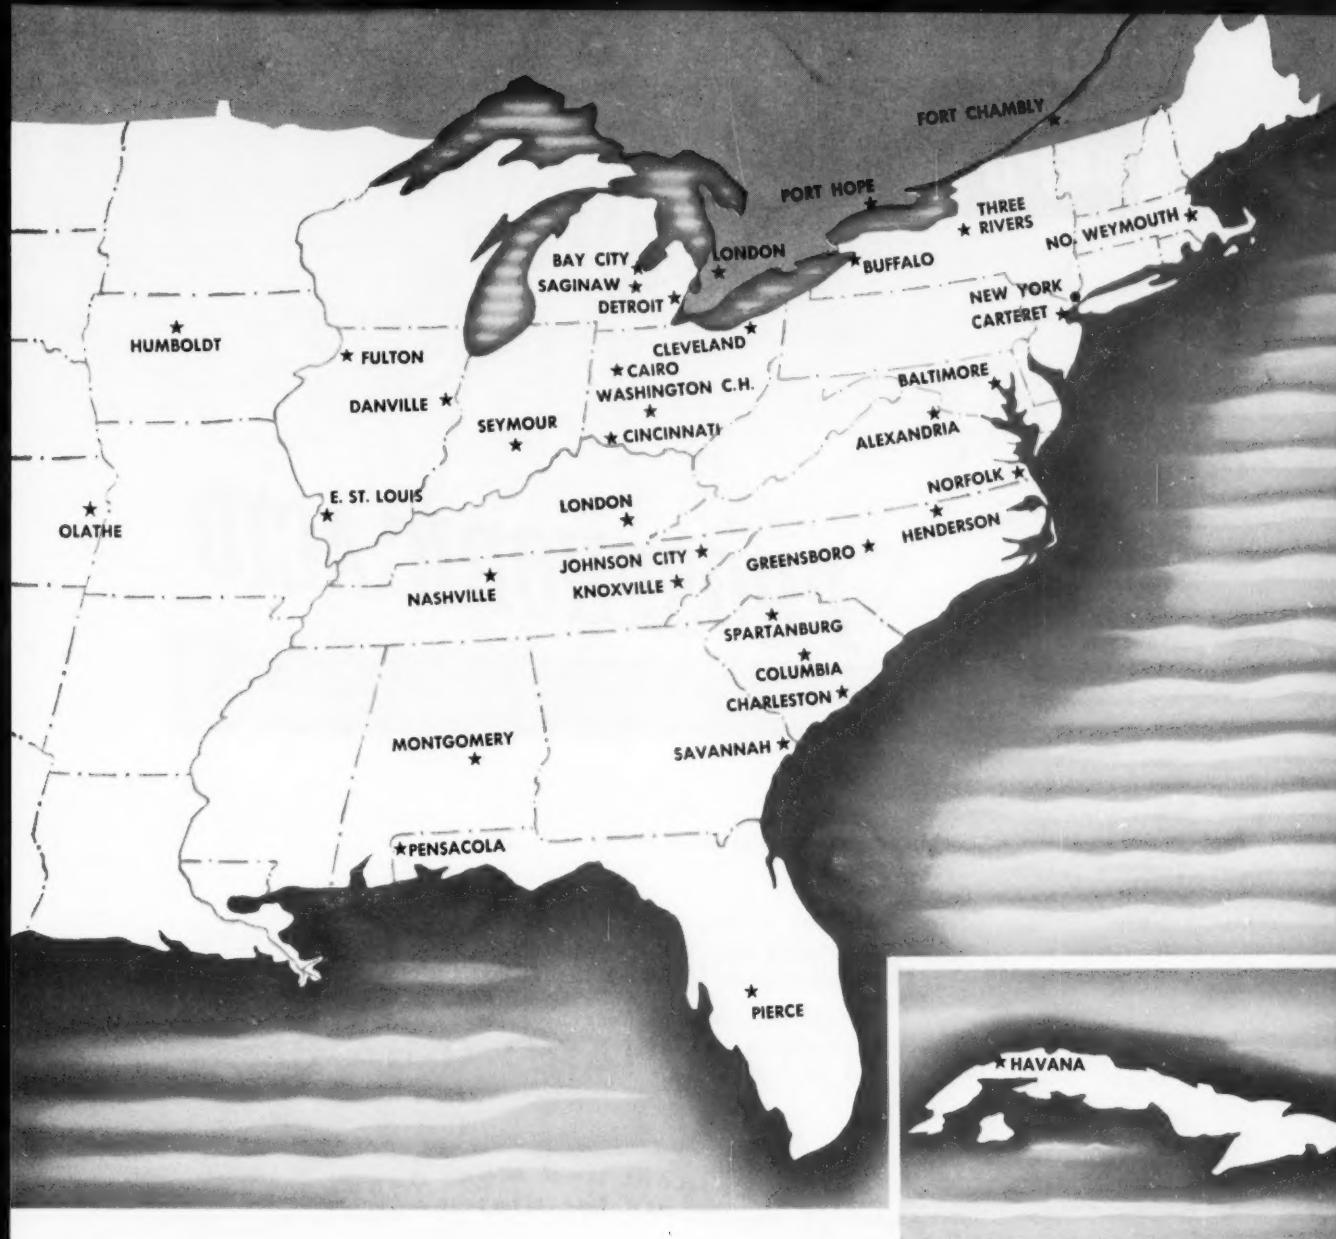 FORT CHAMBLY
PORT HOPE
THREE
RIVERS
NO. WEYMOUTH
BAY CITY
LONDON
BUFFALO
SAGINAW
DETROIT
NEW YORK
CARTERET
HUMBOLDT
FULTON
CLEVELAND
CAIRO
WASHINGTON C.H.
BALTIMORE
DANVILLE
SEYMOUR
CINCINNATI
ALEXANDRIA
NORFOLK
E. ST. LOUIS
LONDON
OLATHE
HENDERSON
JOHNSON CITY
GREENSBORO
NASHVILLE
KNOXVILLE
SPARTANBURG
COLUMBIA
CHARLESTON
MONTGOMERY
SAVANNAH
PENSACOLA
PIERCE
HAVANA